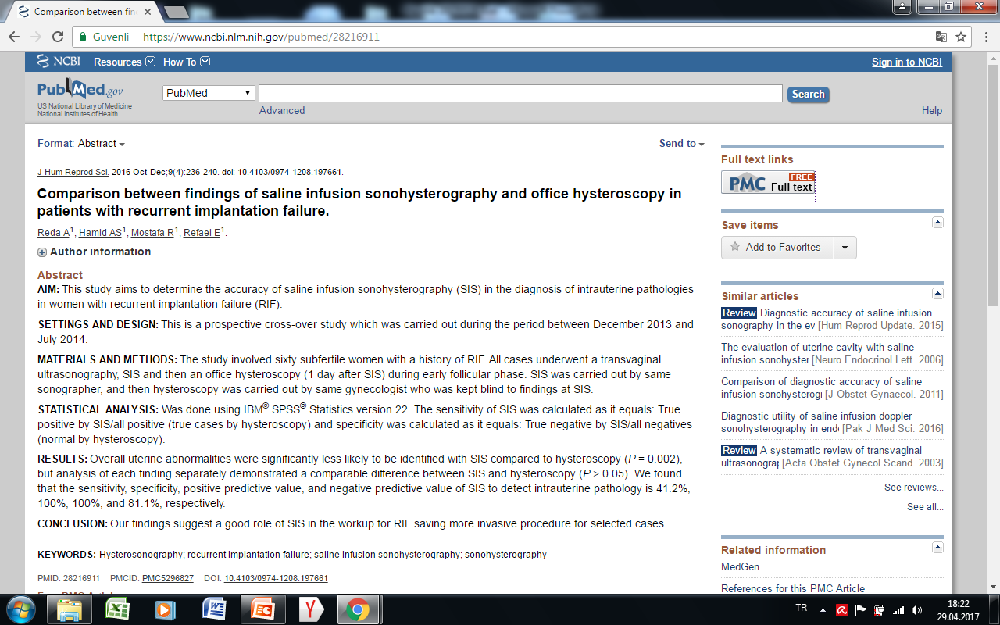 Comparison between fin
Güvenli
https://www.ncbi.nlm.nih.gov/pubmed/28216911
NCBI Resources How To Sign in to NCBI
PubMed.gov
US National Library of Medicine
National Institutes of Health
PubMed
Search
Advanced
Help
Format: Abstract
Send to
J Hum Reprod Sci. 2016 Oct-Dec;9(4):236-240. doi: 10.4103/0974-1208.197661.
Comparison between findings of saline infusion sonohysterography and office hysteroscopy in
patients with recurrent implantation failure.
Reda A1, Hamid AS1, Mostafa R1, Refaei E1.
Author information
Abstract
AIM: This study aims to determine the accuracy of saline infusion sonohysterography (SIS) in the diagnosis of intrauterine pathologies
in women with recurrent implantation failure (RIF).
SETTINGS AND DESIGN: This is a prospective cross-over study which was carried out during the period between December 2013 and
July 2014.
MATERIALS AND METHODS: The study involved sixty subfertile women with a history of RIF. All cases underwent a transvaginal
ultrasonography, SIS and then an office hysteroscopy (1 day after SIS) during early follicular phase. SIS was carried out by same
sonographer, and then hysteroscopy was carried out by same gynecologist who was kept blind to findings at SIS.
STATISTICAL ANALYSIS: Was done using IBM® SPSS® Statistics version 22. The sensitivity of SIS was calculated as it equals: True
positive by SIS/all positive (true cases by hysteroscopy) and specificity was calculated as it equals: True negative by SIS/all negatives
(normal by hysteroscopy).
RESULTS: Overall uterine abnormalities were significantly less likely to be identified with SIS compared to hysteroscopy (P = 0.002),
but analysis of each finding separately demonstrated a comparable difference between SIS and hysteroscopy (P > 0.05). We found
that the sensitivity, specificity, positive predictive value, and negative predictive value of SIS to detect intrauterine pathology is 41.2%,
100%, 100%, and 81.1%, respectively.
CONCLUSION: Our findings suggest a good role of SIS in the workup for RIF saving more invasive procedure for selected cases.
KEYWORDS: Hysterosonography; recurrent implantation failure; saline infusion sonohysterography; sonohysterography
PMID: 28216911 PMCID: PMC5296827 DOI: 10.4103/0974-1208.197661
Full text links
PMC FREE Full text
Save items
Add to Favorites
Similar articles
Review Diagnostic accuracy of saline infusion
sonography in the ev [Hum Reprod Update. 2015]
The evaluation of uterine cavity with saline
infusion sonohyster [Neuro Endocrinol Lett. 2006]
Comparison of diagnostic accuracy of saline
infusion sonohysterog [J Obstet Gynaecol. 2011]
Diagnostic utility of saline infusion doppler
sonohysterography in end [Pak J Med Sci. 2016]
Review A systematic review of transvaginal
ultrasonograp [Acta Obstet Gynecol Scand. 2003]
See reviews...
See all...
Related information
MedGen
References for this PMC Article
TR
18:22
29.04.2017